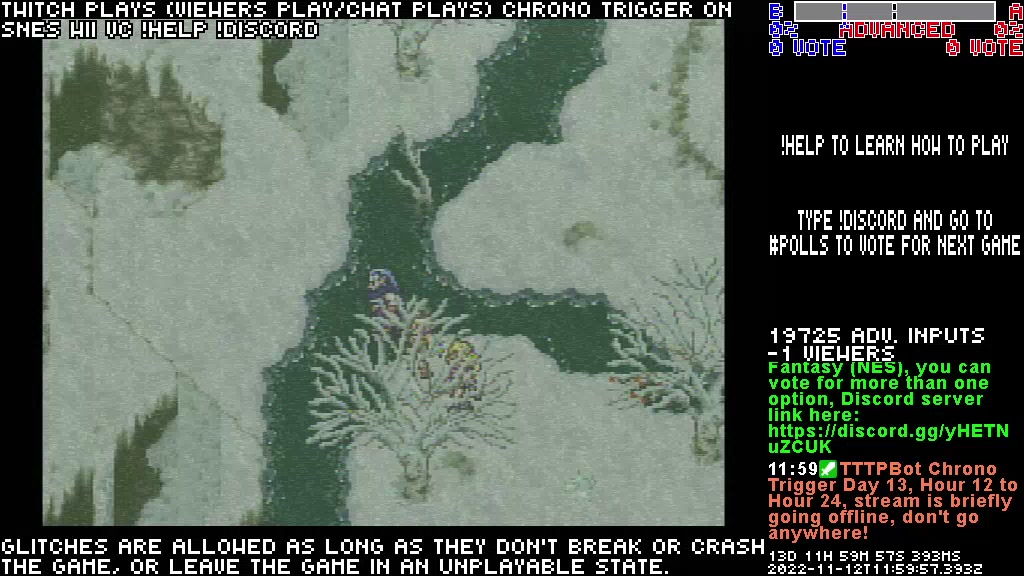 TWITCH PLAYS (VIEWERS PLAY/CHAT PLAYS) CHRONO TRIGGER ON
SNES WII VC !HELP !DISCORD
B A
0% ADVANCED 0%
0 VOTE 0 VOTE
!HELP TO LEARN HOW TO PLAY
TYPE !DISCORD AND GO TO
#POLLS TO VOTE FOR NEXT GAME
19725 ADV. INPUTS
-1 VIEWERS
Fantasy (NES), you can
vote for more than one
option, Discord server
link here:
https://discord.gg/yHETN
uZCUK
11:59 TTTPBot Chrono
Trigger Day 13, Hour 12 to
Hour 24, stream is briefly
going offline, don't go
anywhere!
13D 11H 59M 57S 393MS
2022-11-12T11:59:57.393Z
GLITCHES ARE ALLOWED AS LONG AS THEY DON'T BREAK OR CRASH
THE GAME, OR LEAVE THE GAME IN AN UNPLAYABLE STATE.